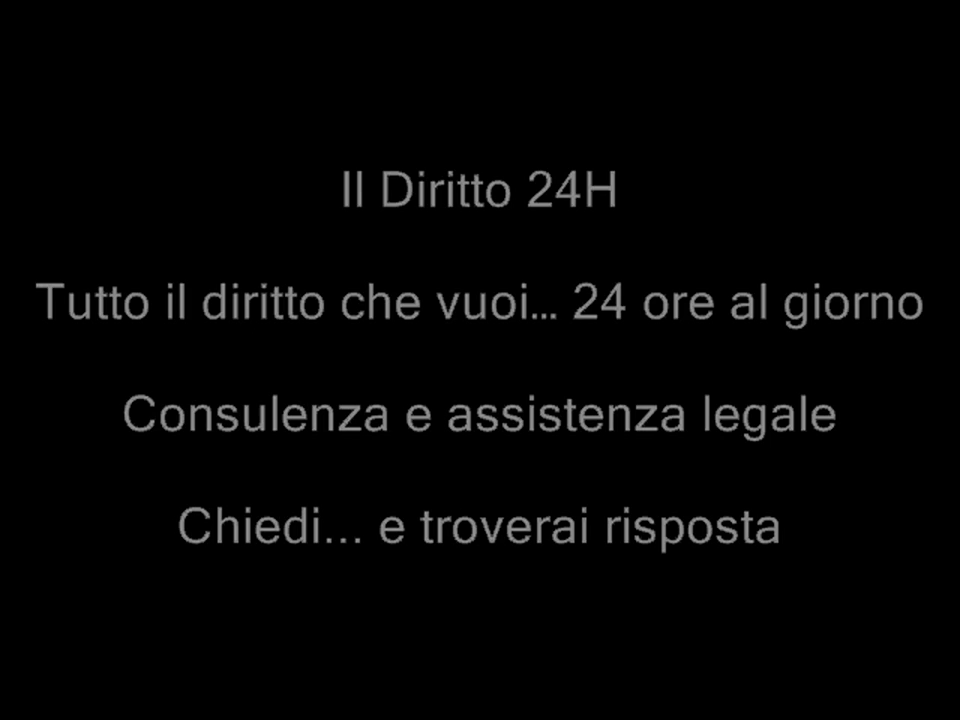 Il Diritto 24H
Tutto il diritto che vuoi… 24 ore al giorno
Consulenza e assistenza legale
Chiedi... e troverai risposta